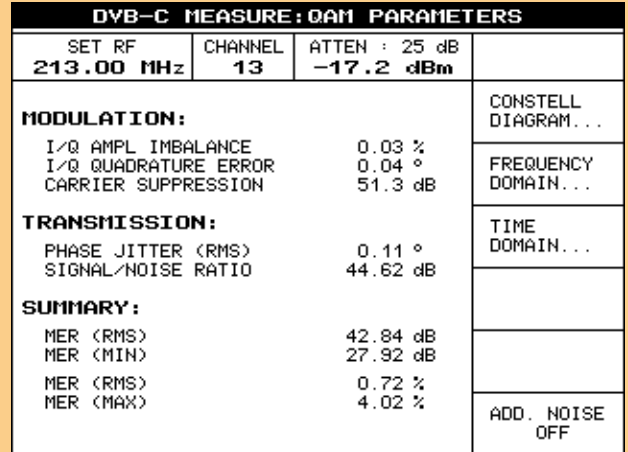 DVB-C MEASURE:QAM PARAMETERS
SET RF
213.00 MHz
CHANNEL
13
ATTEN : 25 dB
-17.2 dBm
MODULATION:
I/Q AMPL IMBALANCE 0.03 %
I/Q QUADRATURE ERROR 0.04 °
CARRIER SUPPRESSION 51.3 dB
TRANSMISSION:
PHASE JITTER (RMS) 0.11 °
SIGNAL/NOISE RATIO 44.62 dB
SUMMARY:
MER (RMS) 42.84 dB
MER (MIN) 27.92 dB
MER (RMS) 0.72 %
MER (MAX) 4.02 %
CONSTELL
DIAGRAM...
FREQUENCY
DOMAIN...
TIME
DOMAIN...
ADD. NOISE
OFF